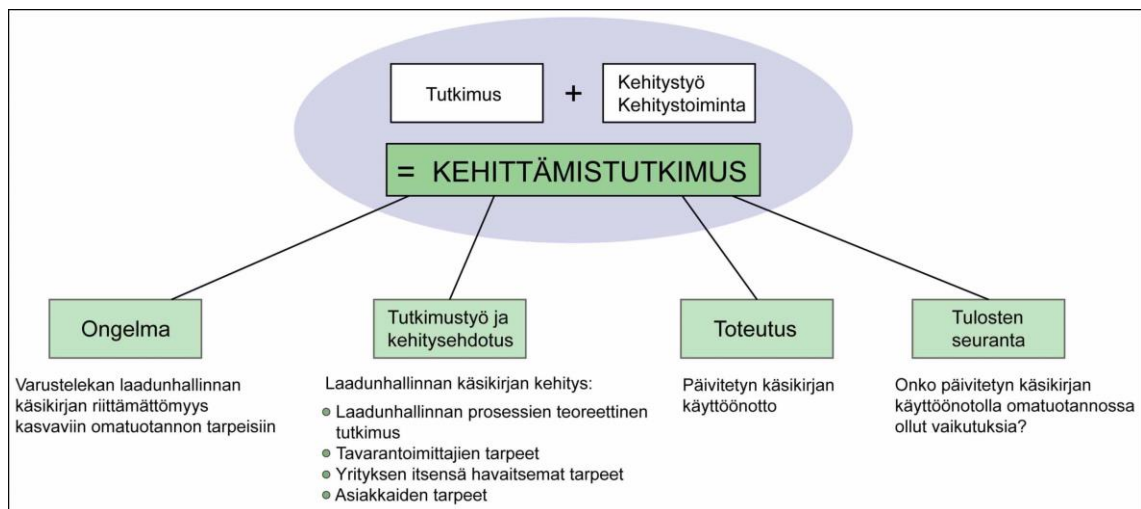 Tutkimus
+
Kehitystyö
Kehitystoiminta
= KEHITTÄMISTUTKIMUS
Ongelma
Varustelekan laadunhallinnan
käsikirjan riittämättömyys
kasvaviin omatuotannon tarpeisiin
Tutkimustyö ja
kehitysehdotus
Laadunhallinnan käsikirjan kehitys:
Laadunhallinnan prosessien teoreettinen
tutkimus
Tavarantoimittajien tarpeet
Yrityksen itsensä havaitsemat tarpeet
Asiakkaiden tarpeet
Toteutus
Päivitetyn käsikirjan
käyttöönotto
Tulosten
seuranta
Onko päivitetyn käsikirjan
käyttöönotolla omatuotannossa
ollut vaikutuksia?